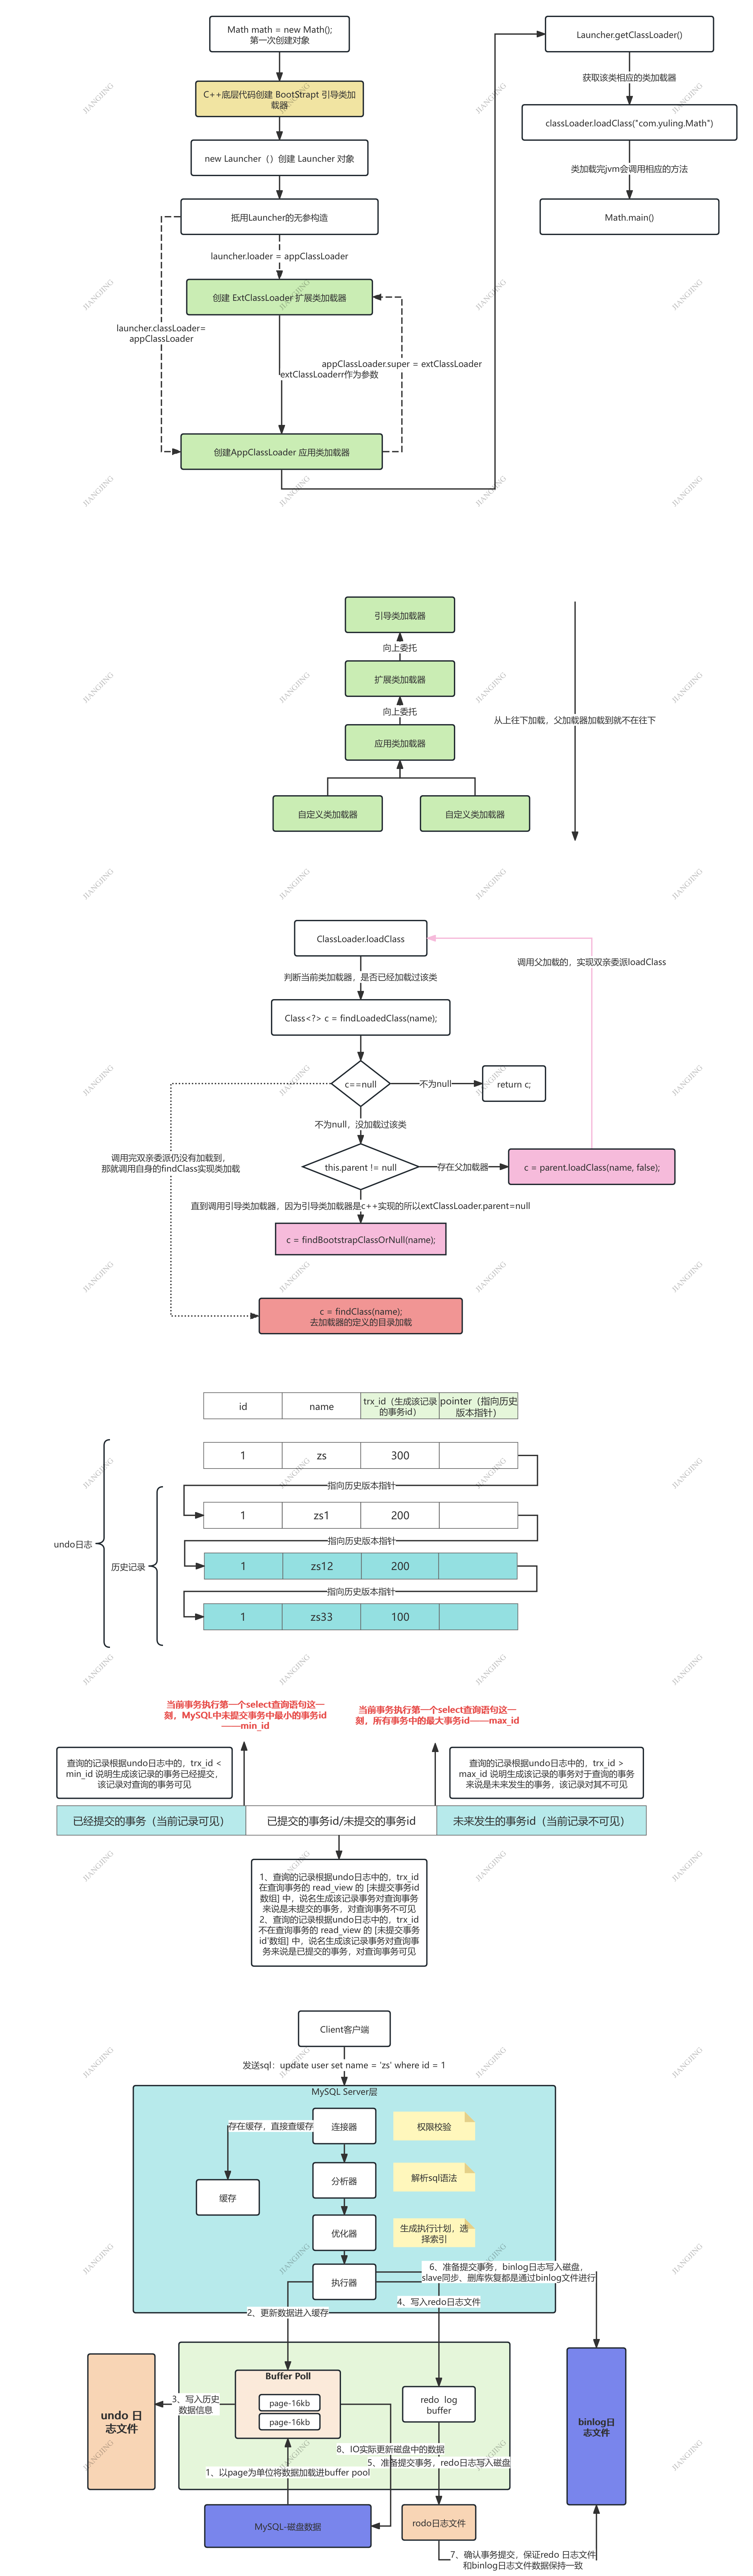 Math math = new Math();
第一次创建对象
C++底层代码创建 BootStrapt 引导类加
载器
new Launcher（）创建 Launcher 对象
抵用Launcher的无参构造
launcher.loader = appClassLoader
创建 ExtClassLoader 扩展类加载器
launcher.classLoader=
appClassLoader
appClassLoader.super = extClassLoader
extClassLoaderr作为参数
创建AppClassLoader 应用类加载器
Launcher.getClassLoader()
获取该类相应的类加载器
classLoader.loadClass("com.yuling.Math")
类加载完jvm会调用相应的方法
Math.main()
引导类加载器
向上委托
扩展类加载器
向上委托
应用类加载器
自定义类加载器
自定义类加载器
从上往下加载，父加载器加载到就不在往下
ClassLoader.loadClass
调用父加载的，实现双亲委派loadClass
判断当前类加载器，是否已经加载过该类
Class<?> c = findLoadedClass(name);
c==null
不为null
return c;
不为null，没加载过该类
this.parent != null
存在父加载器
c = parent.loadClass(name, false);
调用完双亲委派仍没有加载到，
那就调用自身的findClass实现类加载
直到调用引导类加载器，因为引导类加载器是c++实现的所以extClassLoader.parent=null
c = findBootstrapClassOrNull(name);
c = findClass(name);
去加载器的定义的目录加载
id
name
trx_id（生成该记录
的事务id）
pointer（指向历史
版本指针）
1
zs
300
指向历史版本指针
1
zs1
200
undo日志
指向历史版本指针
历史记录
1
zs12
200
指向历史版本指针
1
zs33
100
当前事务执行第一个select查询语句这一
刻，MySQL中未提交事务中最小的事务id
——min_id
当前事务执行第一个select查询语句这一
刻，所有事务中的最大事务id——max_id
查询的记录根据undo日志中的，trx_id <
min_id 说明生成该记录的事务已经提交，
该记录对查询的事务可见
查询的记录根据undo日志中的，trx_id >
max_id 说明生成该记录的事务对于查询的事务
来说是未来发生的事务，该记录对其不可见
已经提交的事务（当前记录可见）
已提交的事务id/未提交的事务id
未来发生的事务id（当前记录不可见）
1、查询的记录根据undo日志中的，trx_id
在查询事务的 read_view 的 [未提交事务id
数组] 中，说名生成该记录事务对查询事务
来说是未提交的事务，对查询事务不可见
2、查询的记录根据undo日志中的，trx_id
不在查询事务的 read_view 的 [未提交事务
id'数组] 中，说名生成该记录事务对查询事
务来说是已提交的事务，对查询事务可见
Client客户端
发送sql：update user set name = 'zs' where id = 1
MySQL Server层
存在缓存，直接查缓存
连接器
权限校验
分析器
解析sql语法
缓存
优化器
生成执行计划，选
择索引
执行器
6、准备提交事务，binlog日志写入磁盘，
slave同步，删库恢复都是通过binlog文件进行
4、写入redo日志文件
2、更新数据进入缓存
Buffer Poll
page-16kb
page-16kb
3、写入历史
数据信息
undo 日
志文件
redo log
buffer
binlog日
志文件
8、IO实际更新磁盘中的数据
5、准备提交事务，redo日志写入磁盘
1、以page为单位将数据加载进buffer pool
MySQL-磁盘数据
rodo日志文件
7、确认事务提交，保证redo 日志文件
和binlog日志文件数据保持一致